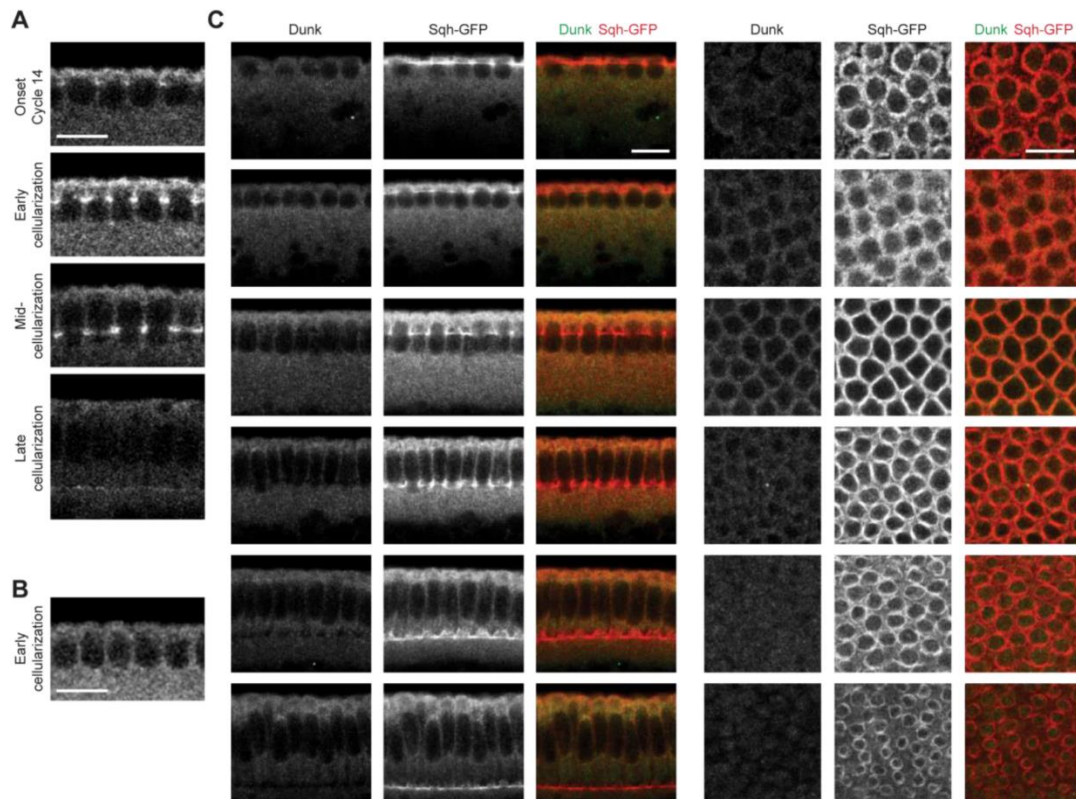 A
Onset
Cycle 14
Early
cellularization
Mid-
cellularization
Late
cellularization
B
Early
cellularization
C
Dunk
Sqh-GFP
Dunk Sqh-GFP
Dunk
Sqh-GFP
Dunk Sqh-GFP